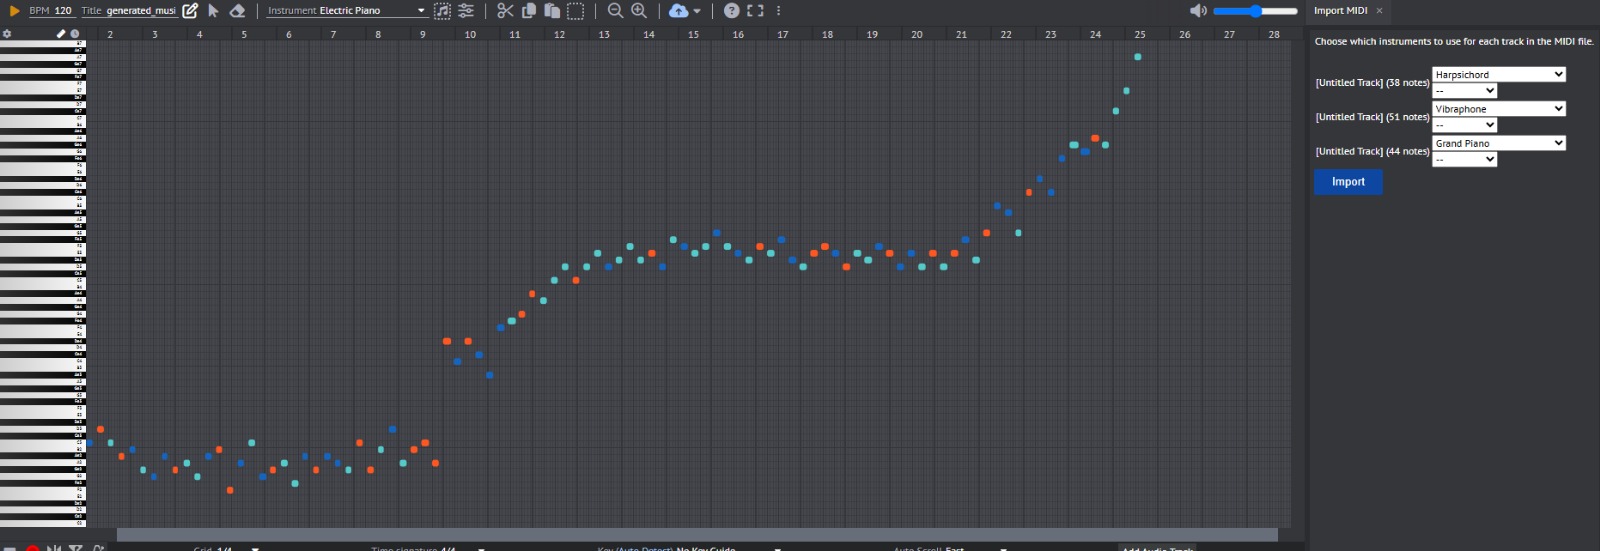 BPM 120 Title generated_musi Instrument Electric Piano Import MIDI ×
2 3 4 5 6 7 8 9 10 11 12 13 14 15 16 17 18 19 20 21 22 23 24 25 26 27 28
Choose which instruments to use for each track in the MIDI file.
[Untitled Track] (38 notes) Harpsichord
--
[Untitled Track] (51 notes) Vibraphone
--
[Untitled Track] (44 notes) Grand Piano
--
Import
Grid 1/4 Time signature 4/4 Key (Auto Detect) No Key Guide Auto Scroll Fast Add Audio Track